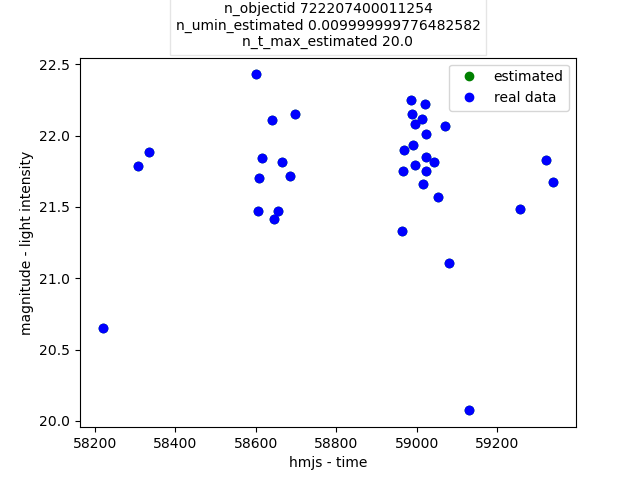 n_objectid 722207400011254
n_umin_estimated 0.009999999776482582
n_t_max_estimated 20.0
22.5
22.0
21.5
21.0
20.5
20.0
magnitude - light intensity
estimated
real data
58200 58400 58600 58800 59000 59200
hmjs - time